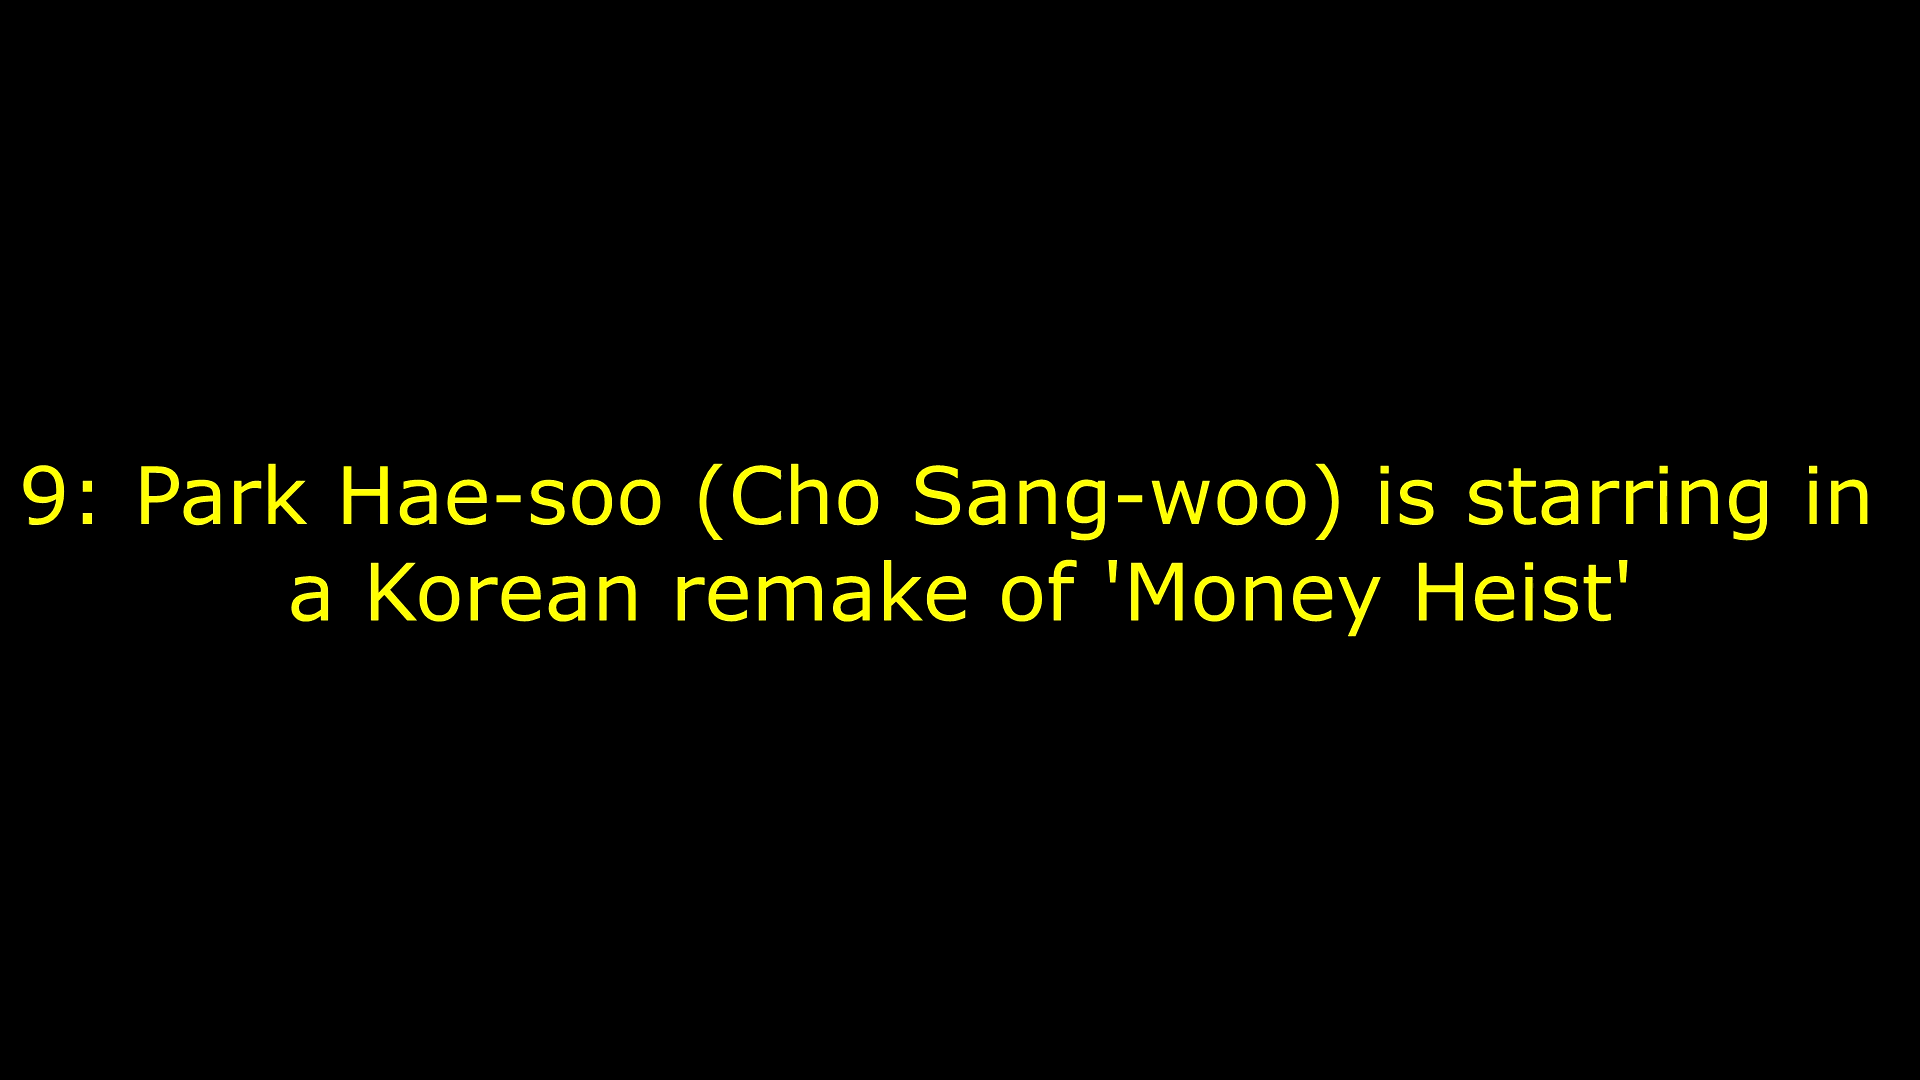 9: Park Hae-soo (Cho Sang-woo) is starring in
a Korean remake of 'Money Heist'